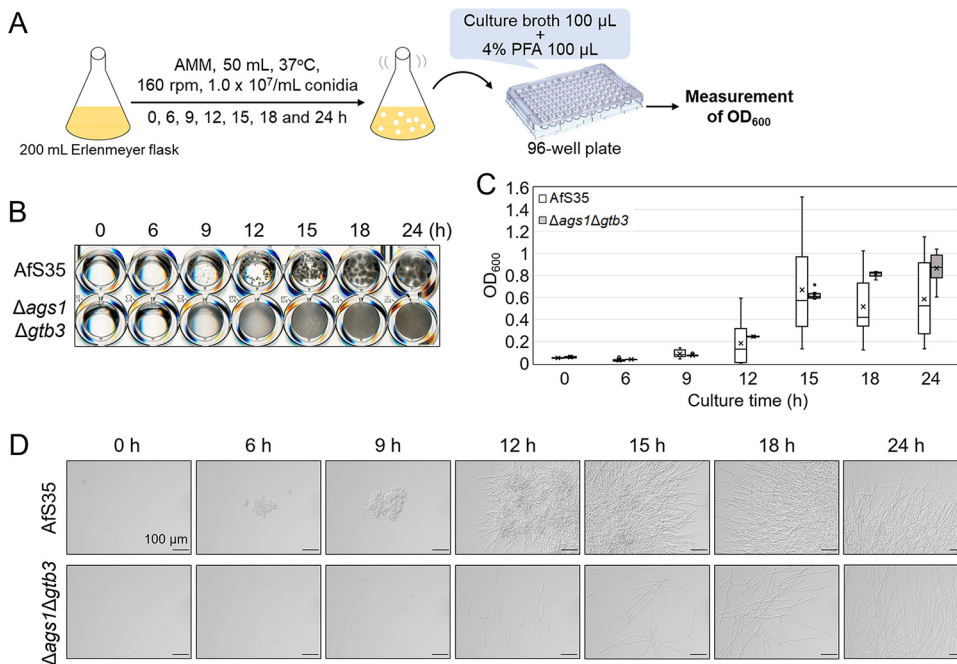 A
AMM, 50 mL, 37°C,
160 rpm, 1.0 x 10⁷/mL conidia
0, 6, 9, 12, 15, 18 and 24 h
200 mL Erlenmeyer flask
Culture broth 100 µL
+
4% PFA 100 µL
96-well plate
Measurement
of OD₆₀₀
B
0 6 9 12 15 18 24 (h)
AfS35
Δags1
Δgtb3
C
AfS35
Δags1Δgtb3
OD₆₀₀
1.6
1.4
1.2
1.0
0.8
0.6
0.4
0.2
0
0 6 9 12 15 18 24
Culture time (h)
D
0 h 6 h 9 h 12 h 15 h 18 h 24 h
AfS35
100 µm
Δags1Δgtb3